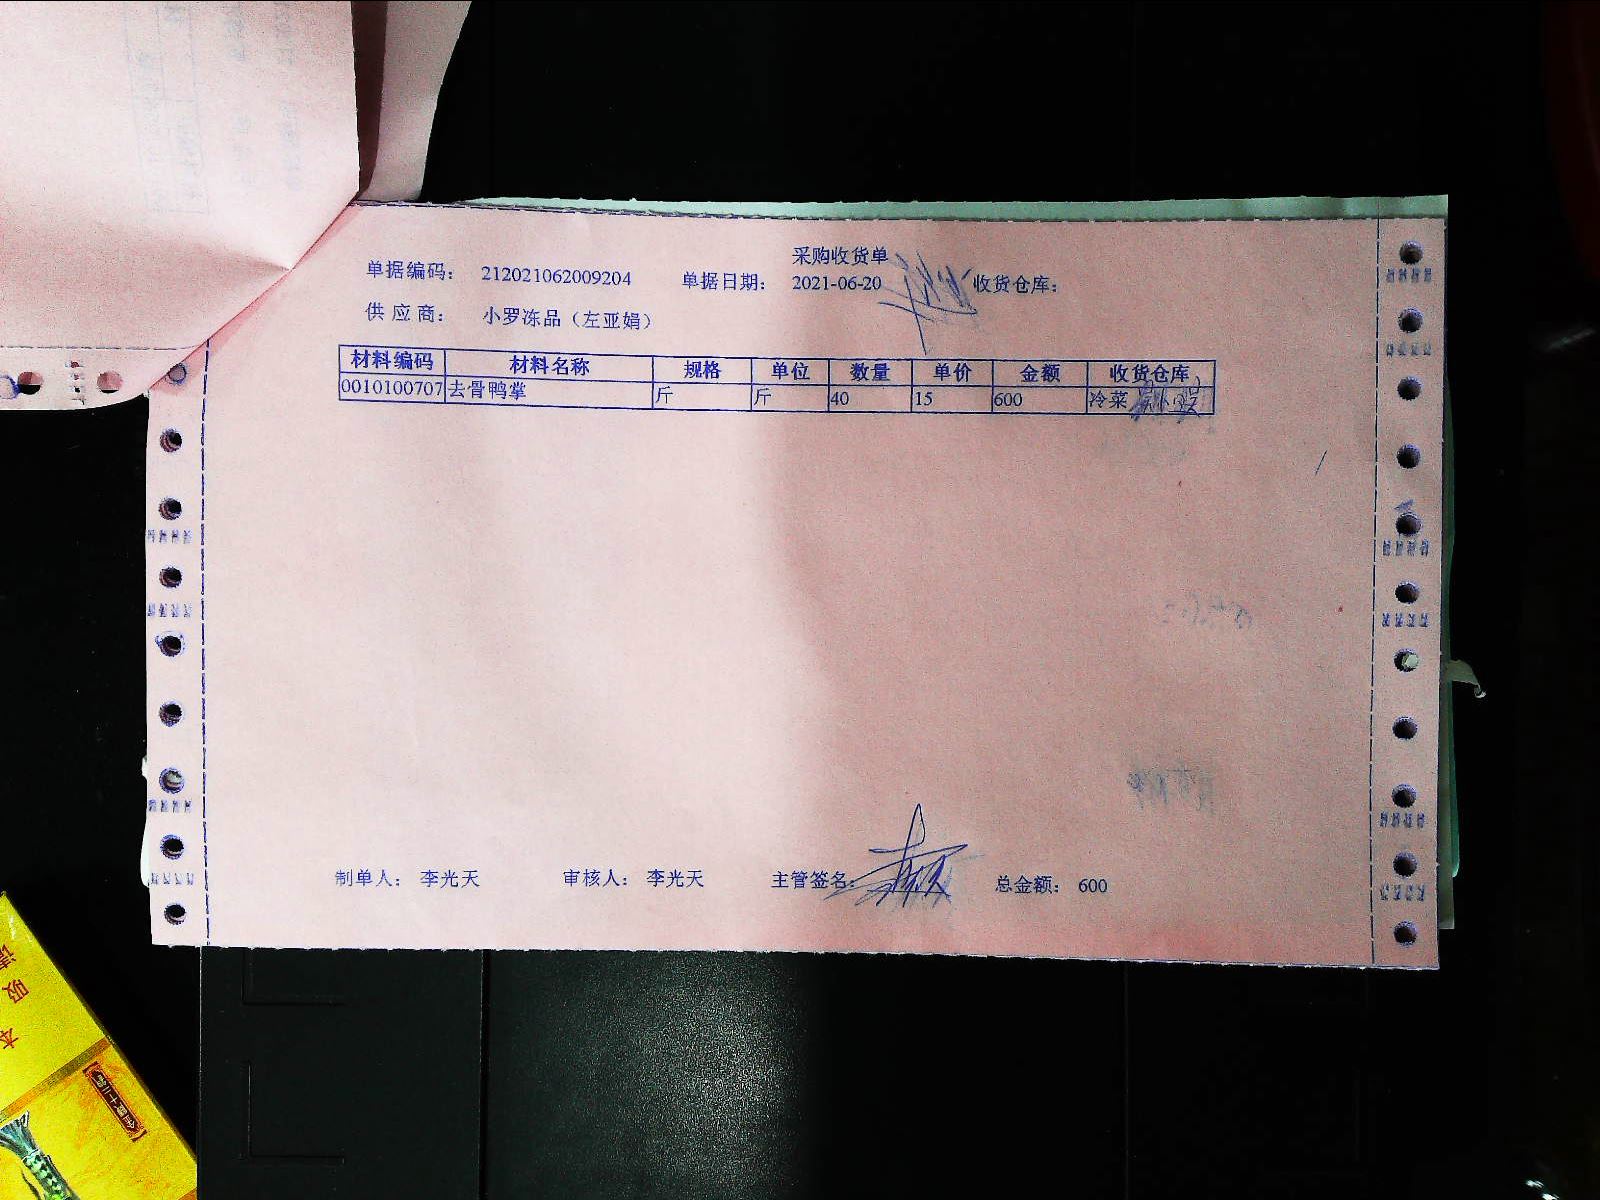 采购收货单
单据编码: 212021062009204 单据日期: 2021-06-20 收货仓库:
供应商: 小罗冻品（左亚娟）
材料编码 材料名称 规格 单位 数量 单价 金额 收货仓库
0010100707 去骨鸭掌 斤 斤 40 15 600 冷菜
制单人: 李光天 审核人: 李光天 主管签名: 总金额: 600
吸
本